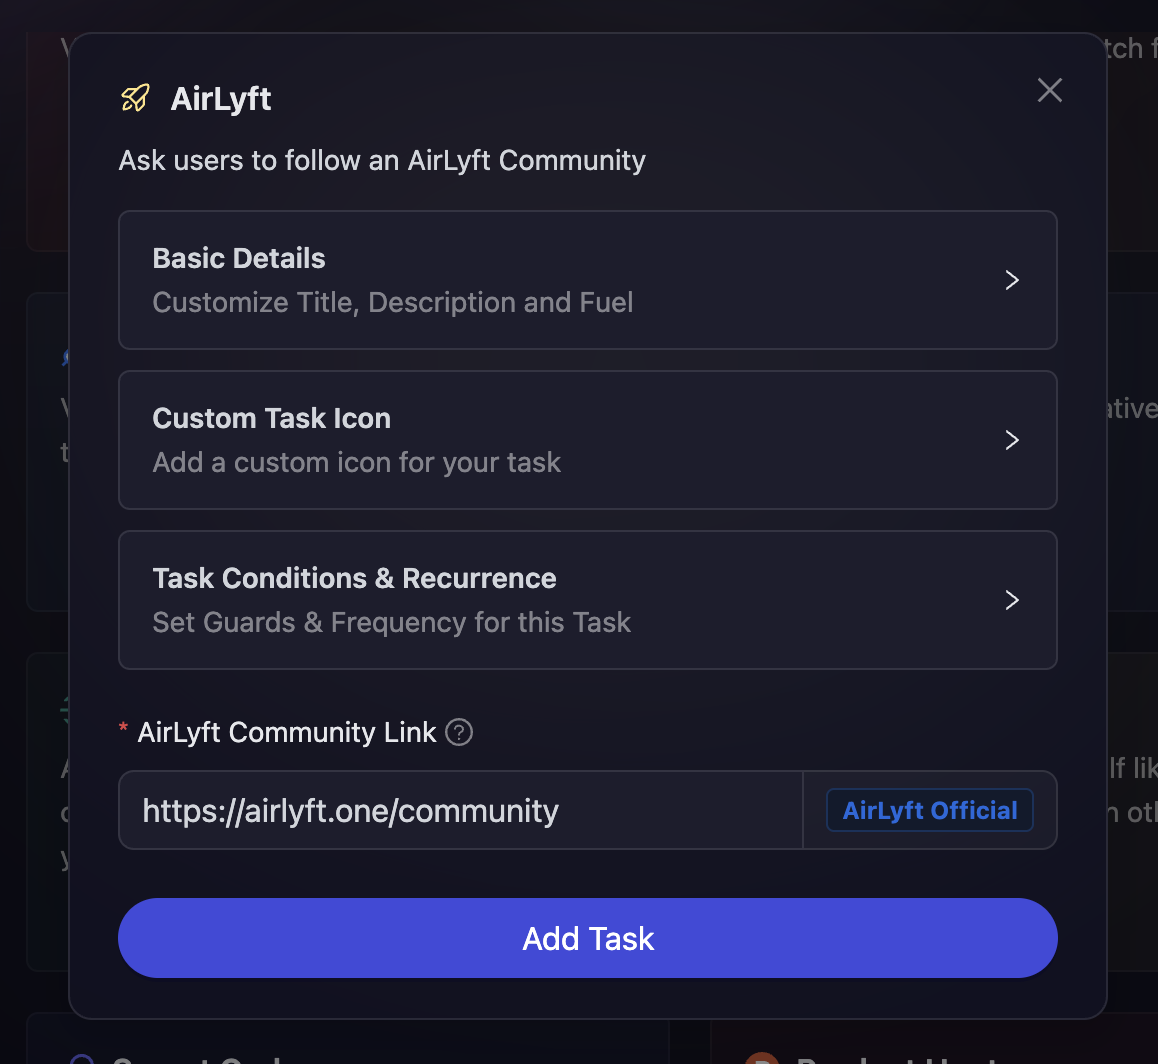 AirLyft
Ask users to follow an AirLyft Community
Basic Details
Customize Title, Description and Fuel
Custom Task Icon
Add a custom icon for your task
Task Conditions & Recurrence
Set Guards & Frequency for this Task
* AirLyft Community Link ?
https://airlyft.one/community
AirLyft Official
Add Task